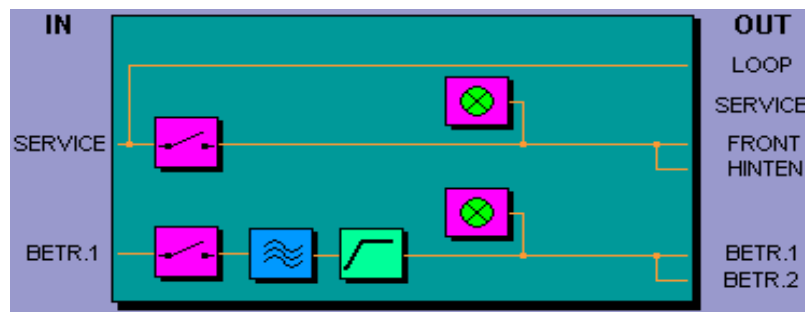 IN
OUT
LOOP
SERVICE
SERVICE
FRONT
HINTEN
BETR.1
BETR.1
BETR.2